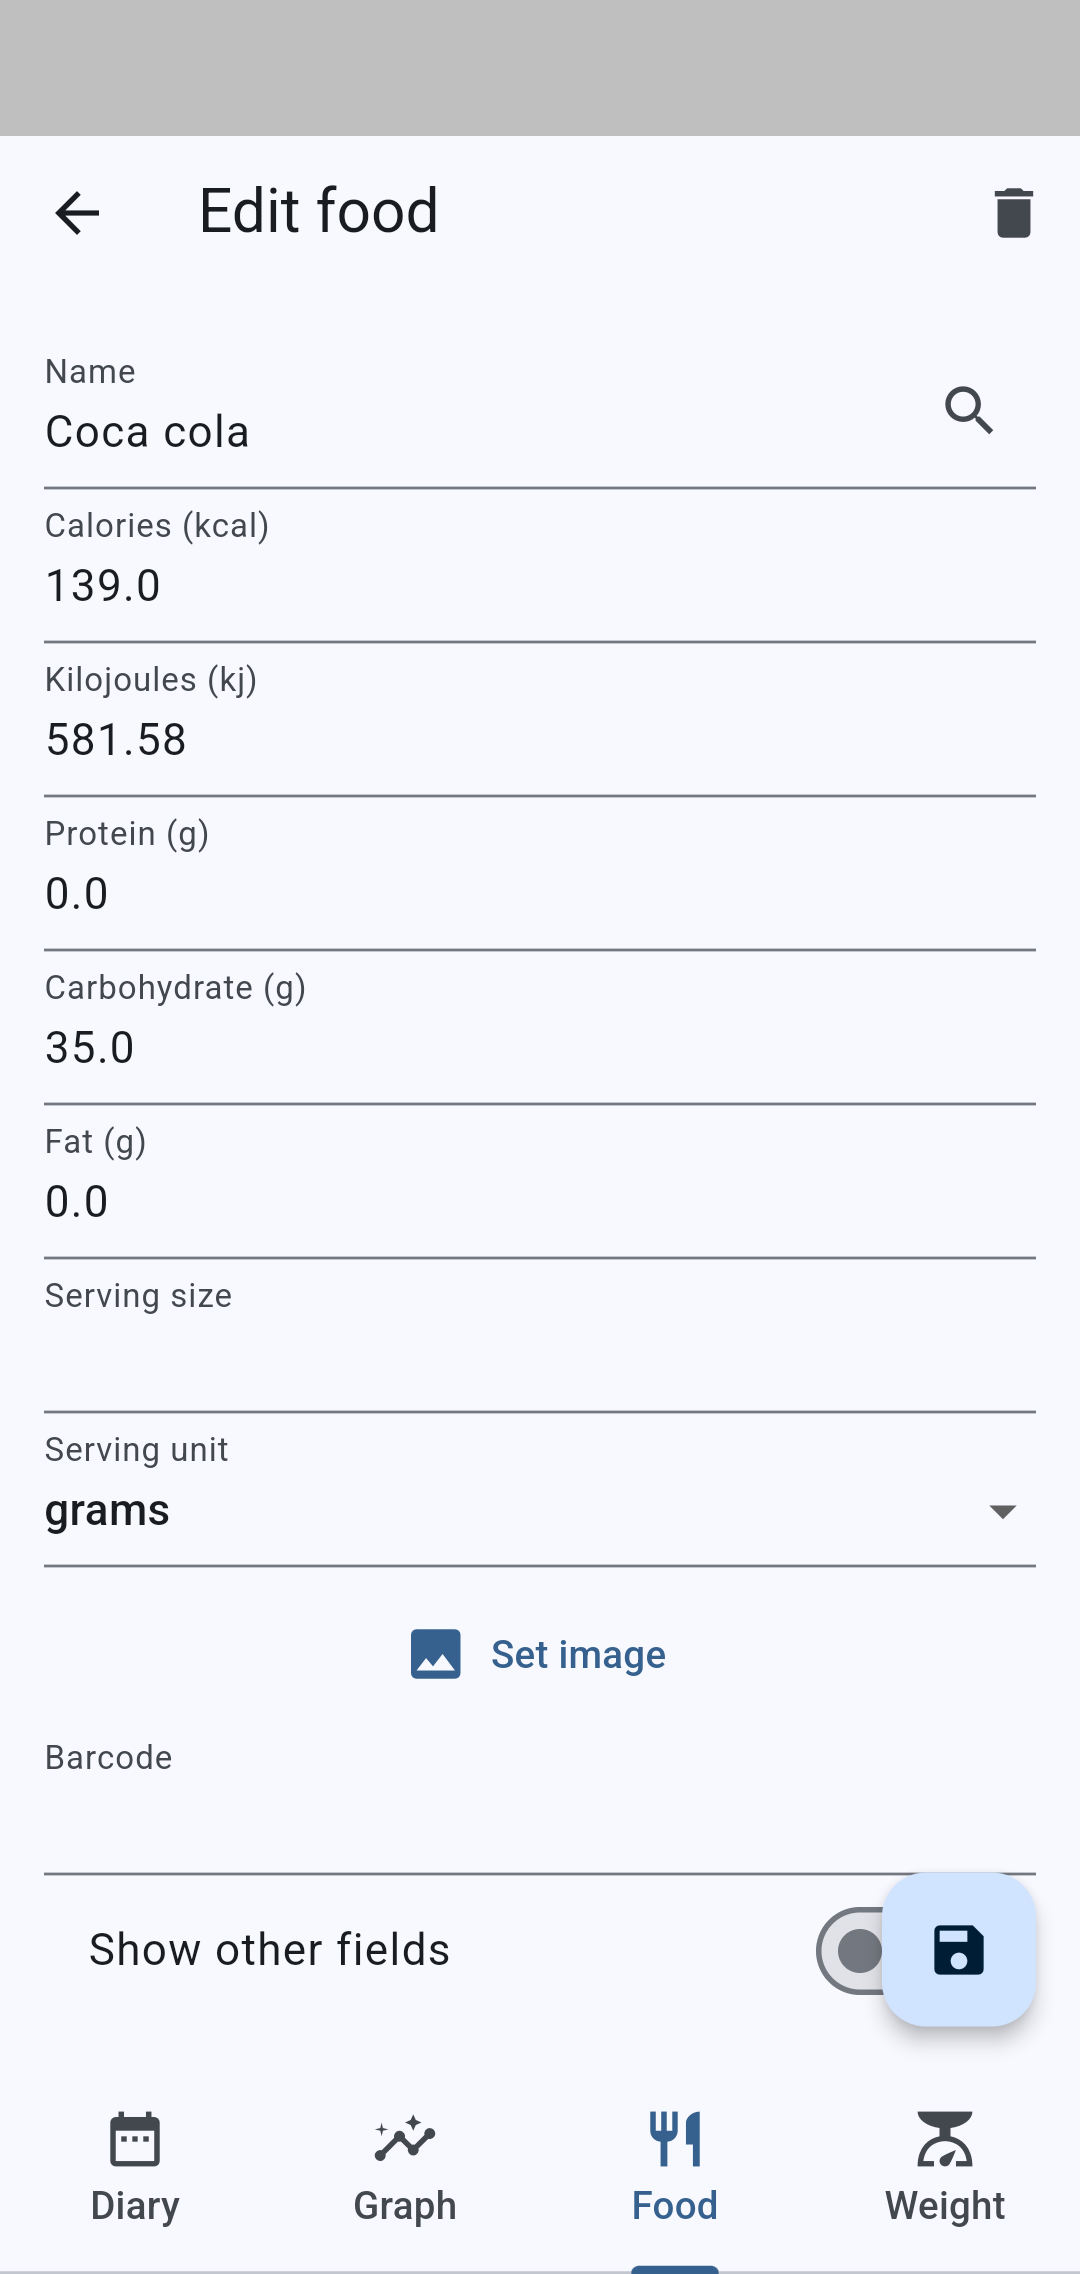 Edit food
Name
Coca cola
Calories (kcal)
139.0
Kilojoules (kj)
581.58
Protein (g)
0.0
Carbohydrate (g)
35.0
Fat (g)
0.0
Serving size
Serving unit
grams
Set image
Barcode
Show other fields
Diary
Graph
Food
Weight